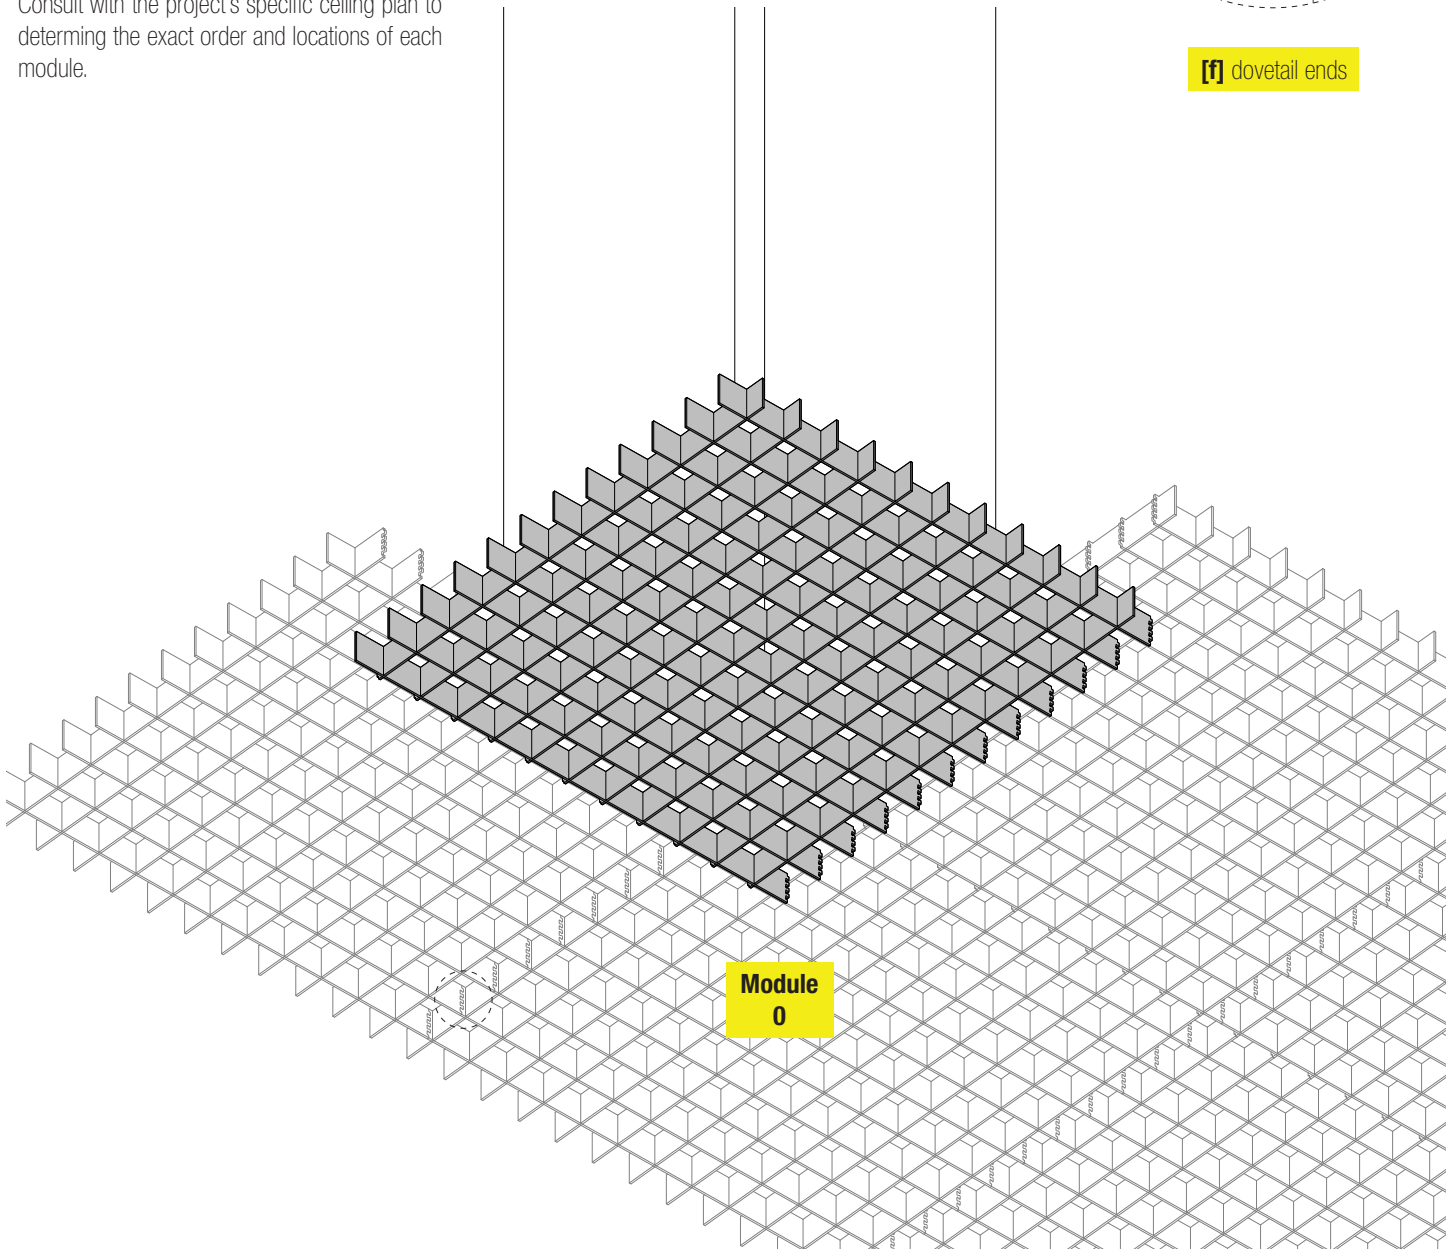 Consult with the project's specific ceiling plan to
determing the exact order and locations of each
module.
[f] dovetail ends
Module
0